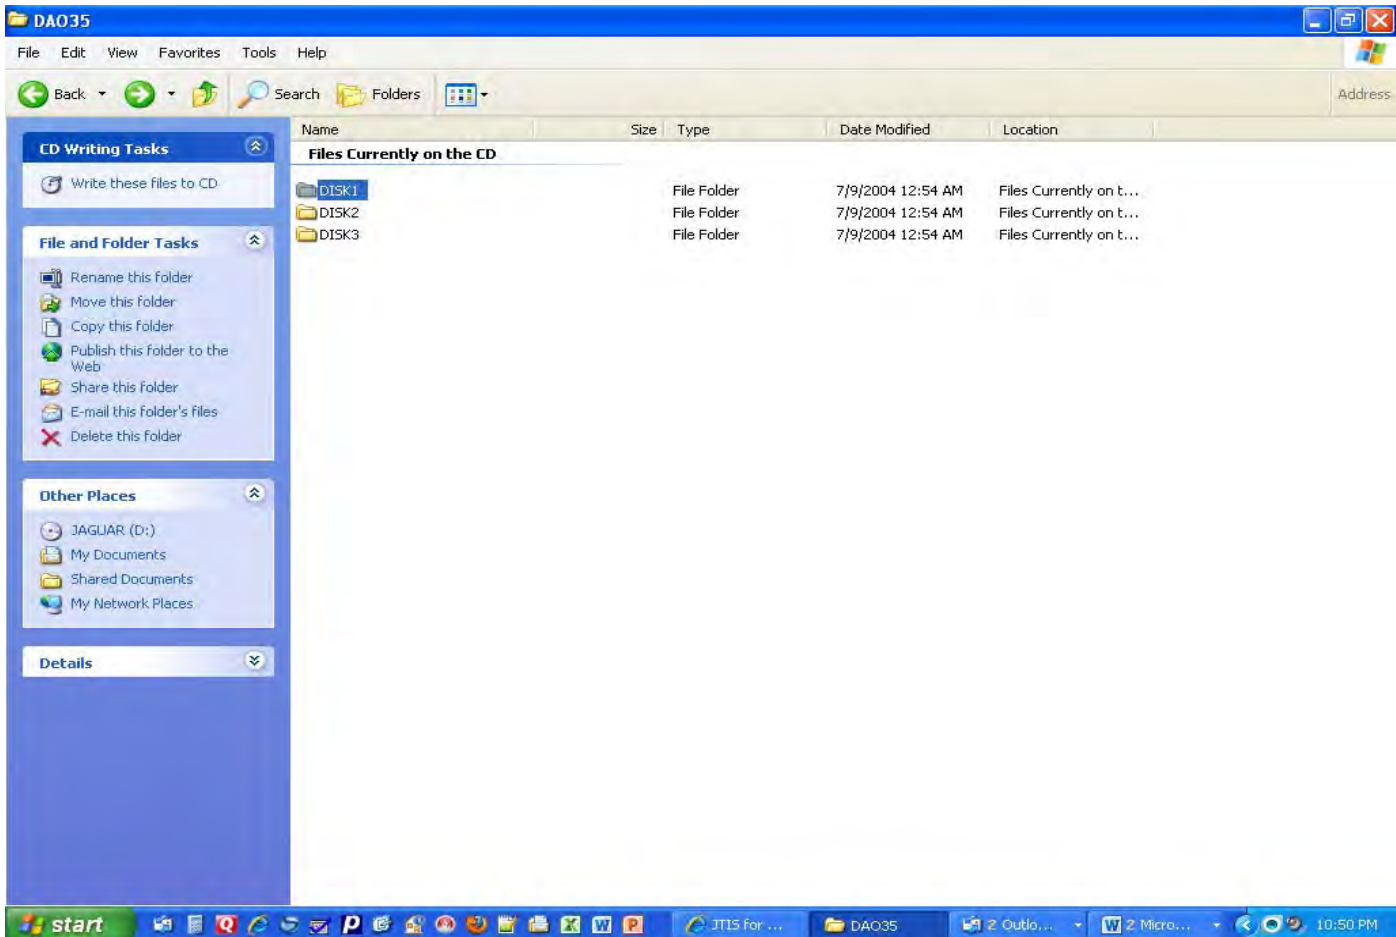 DAO35
File Edit View Favorites Tools Help
Back Search Folders Address
Name Size Type Date Modified Location
CD Writing Tasks
Write these files to CD
File and Folder Tasks
Rename this folder
Move this folder
Copy this folder
Publish this folder to the
Web
Share this folder
E-mail this folder's files
Delete this folder
Other Places
JAGUAR (D:)
My Documents
Shared Documents
My Network Places
Details
Files Currently on the CD
DISK1 File Folder 7/9/2004 12:54 AM Files Currently on t...
DISK2 File Folder 7/9/2004 12:54 AM Files Currently on t...
DISK3 File Folder 7/9/2004 12:54 AM Files Currently on t...
start JTIS for ... DAO35 2 Outlo... 2 Micro... 10:50 PM